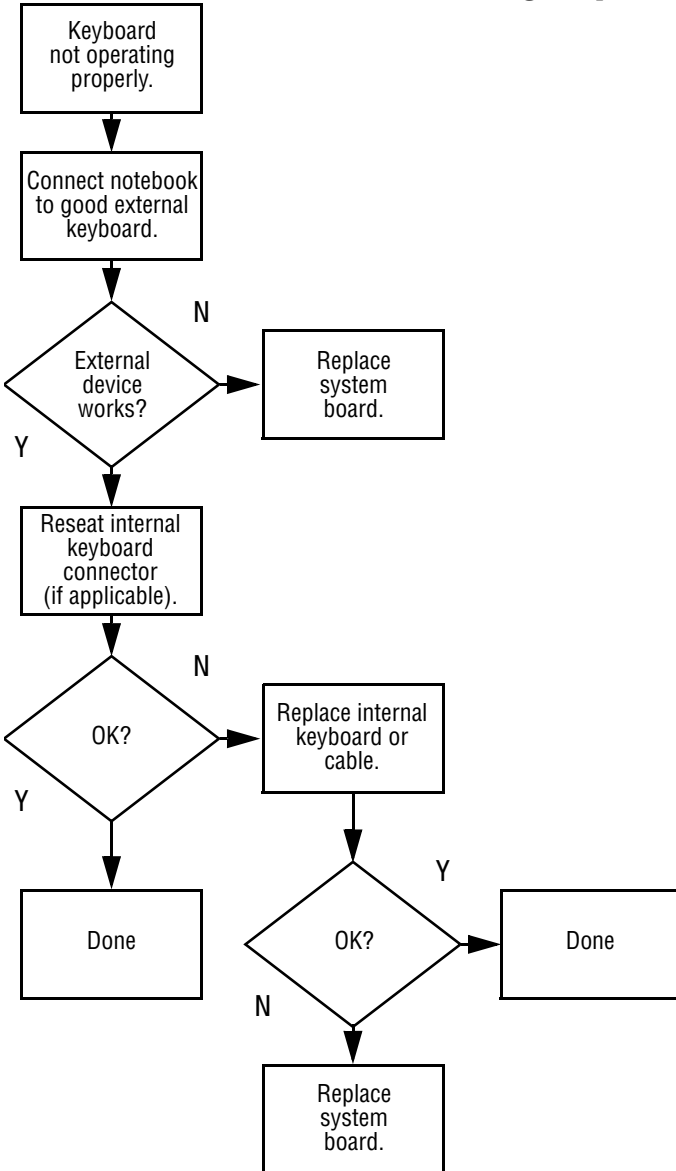 Keyboard
not operating
properly.
Connect notebook
to good external
keyboard.
N
External
device
works?
Replace
system
board.
Y
Reseat internal
keyboard
connector
(if applicable).
N
OK?
Replace internal
keyboard or
cable.
Y
Y
Done
OK?
Done
N
Replace
system
board.